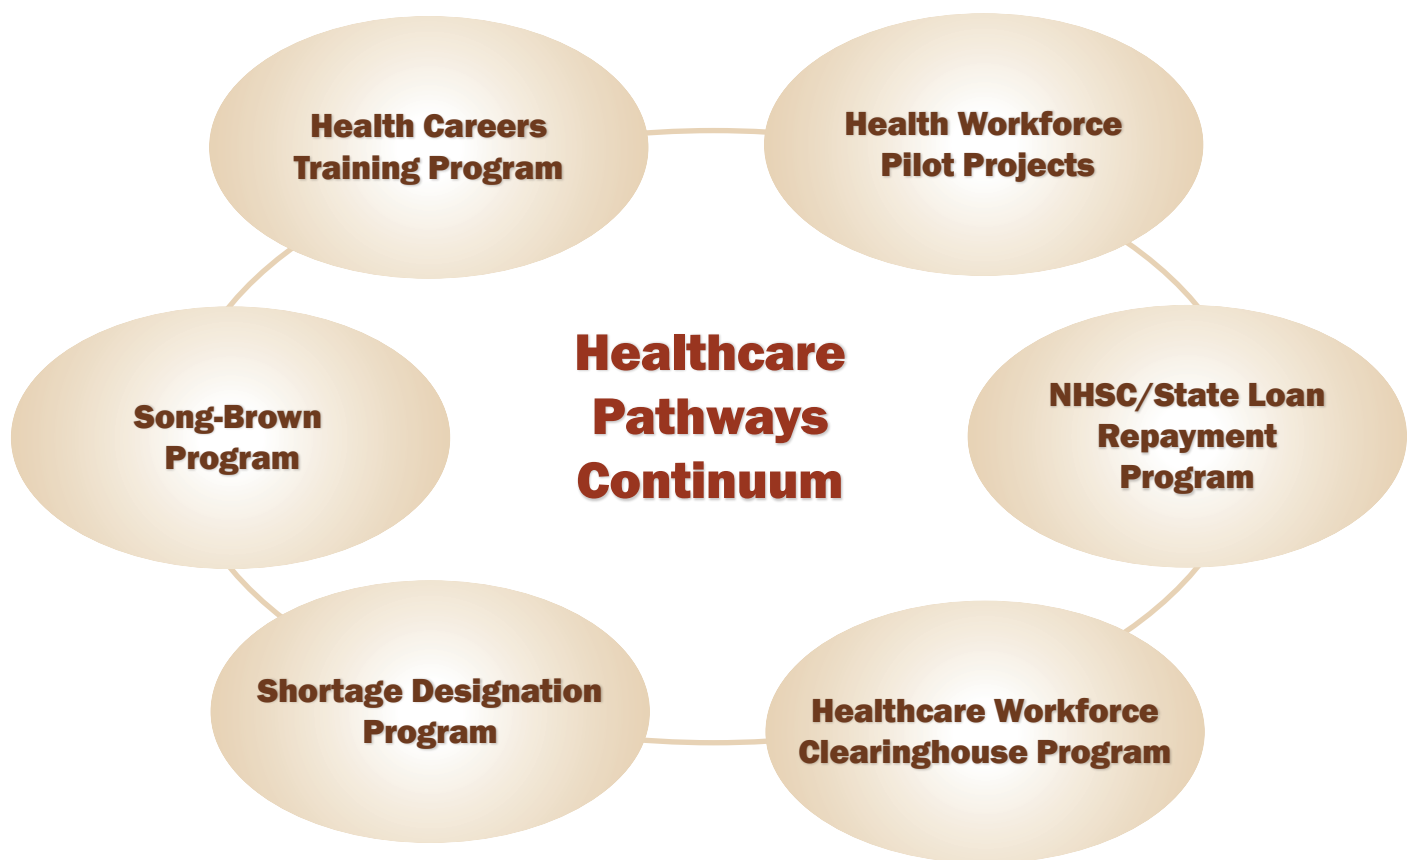 Health Careers
Training Program
Health Workforce
Pilot Projects
Healthcare
Pathways
Continuum
Song-Brown
Program
NHSC/State Loan
Repayment
Program
Shortage Designation
Program
Healthcare Workforce
Clearinghouse Program